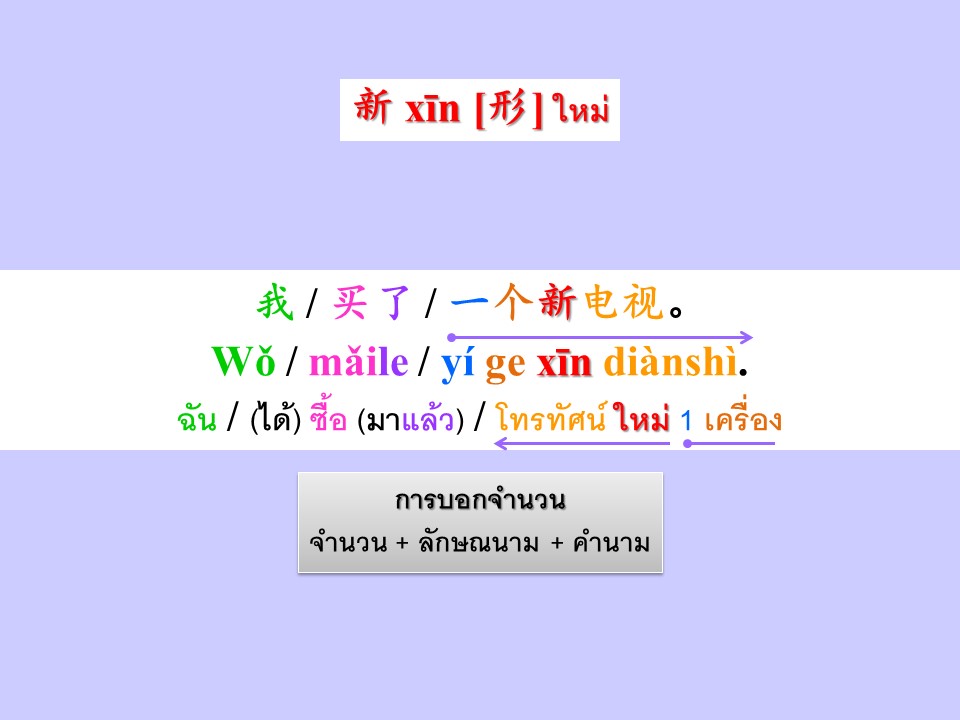 新 xīn [形] ใหม่
我 / 买了 / 一个新电视。
Wǒ / mǎile / yí ge xīn diànshì.
ฉัน / (ได้) ซื้อ (มาแล้ว) / โทรทัศน์ ใหม่ 1 เครื่อง
การบอกจำนวน
จำนวน + ลักษณนาม + คำนาม